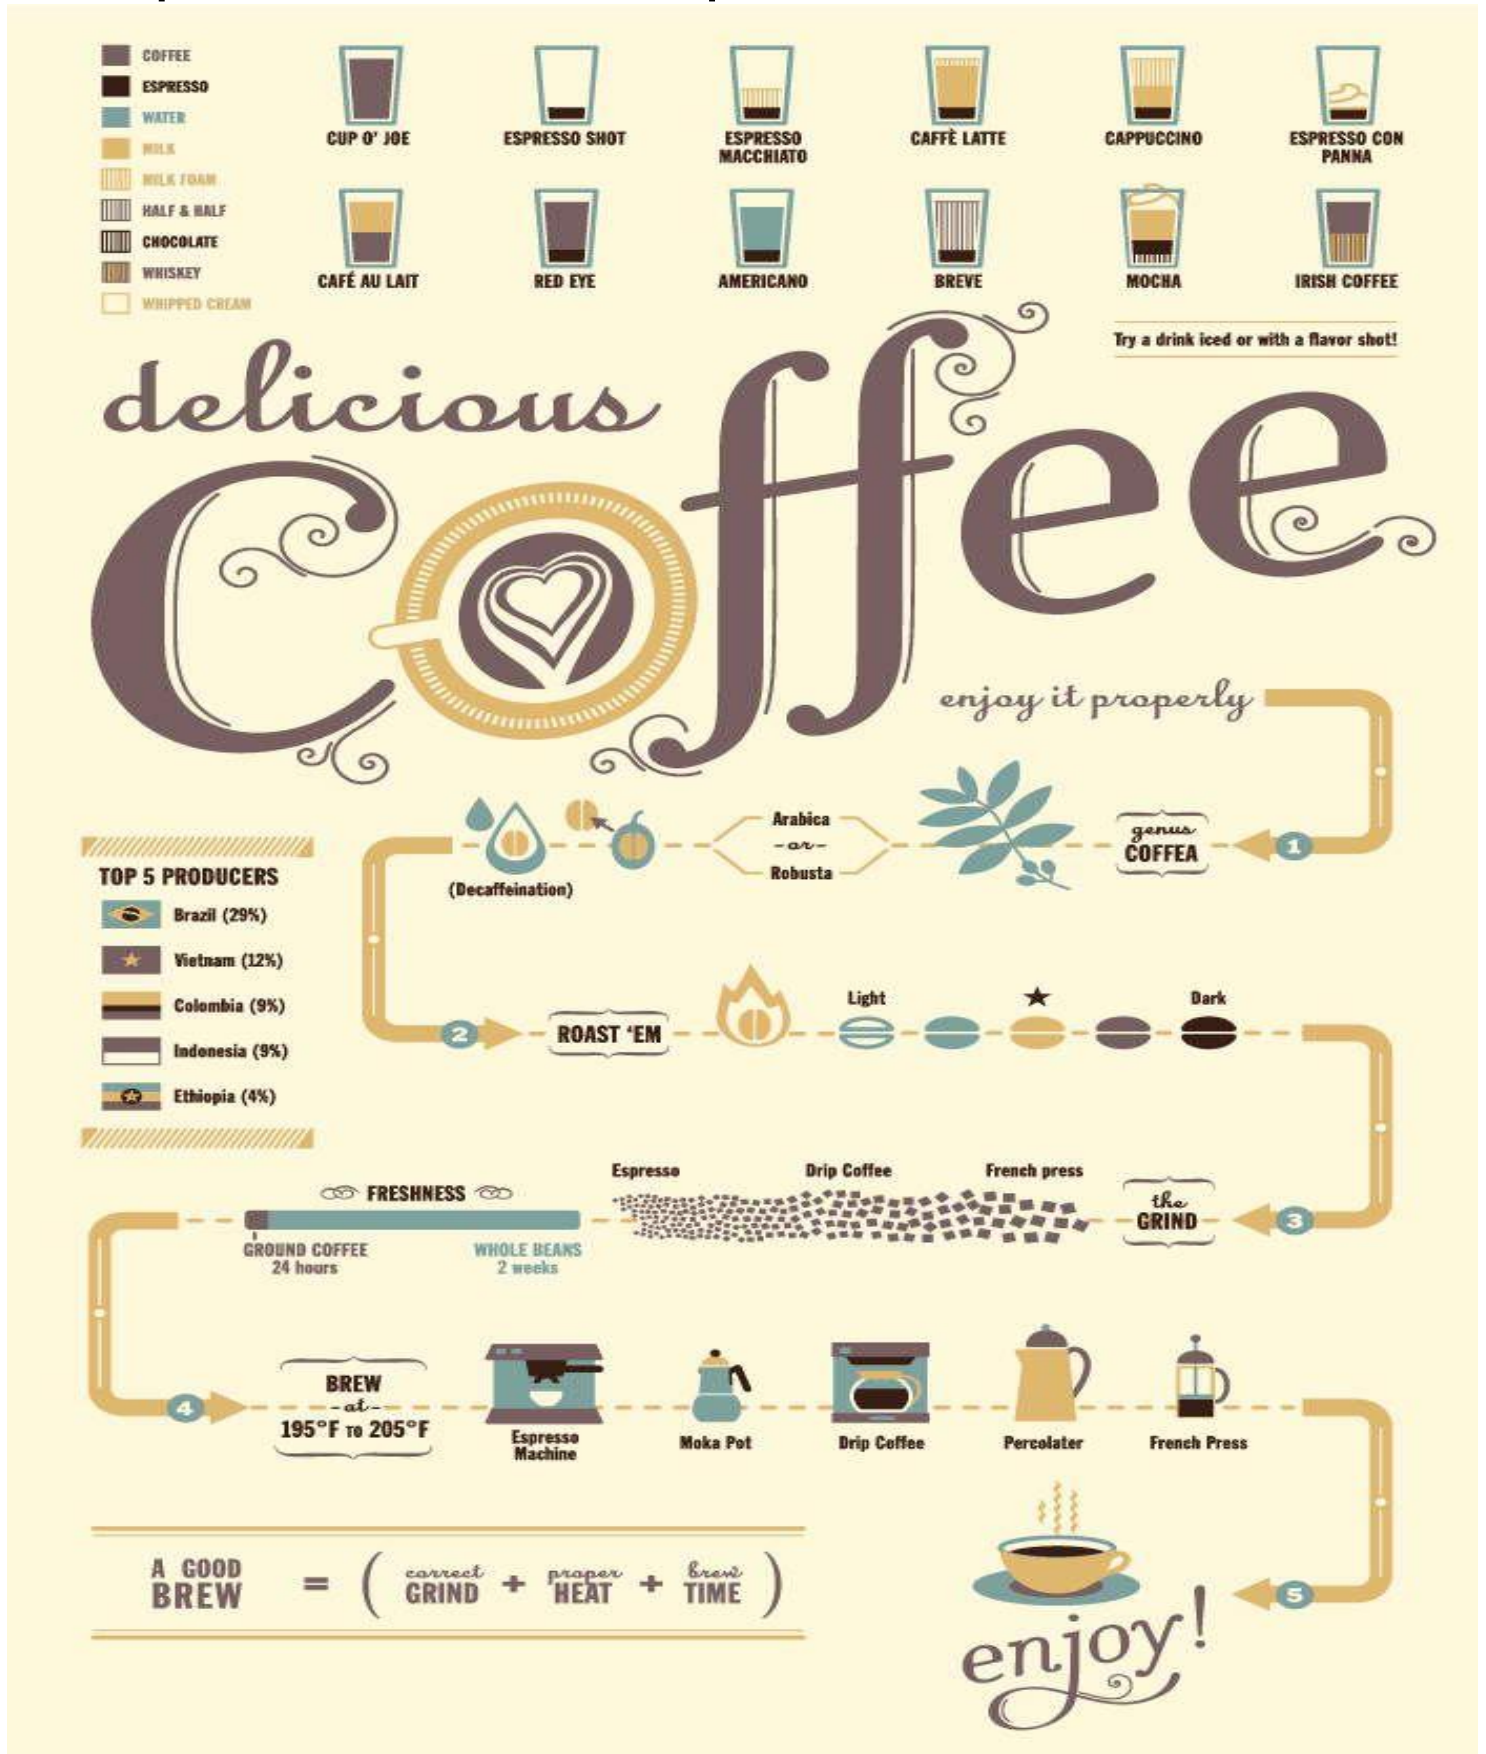 COFFEE
ESPRESSO
WATER
MILK
MILK FOAM
HALF & HALF
CHOCOLATE
WHISKEY
WHIPPED CREAM
CUP O' JOE
ESPRESSO SHOT
ESPRESSO
MACCHIATO
CAFFÈ LATTE
CAPPUCCINO
ESPRESSO CON
PANNA
CAFÉ AU LAIT
RED EYE
AMERICANO
BREVE
MOCHA
IRISH COFFEE
Try a drink iced or with a flavor shot!
delicious
Coffee
enjoy it properly
1
genus
COFFEA
Arabica
-or-
Robusta
(Decaffeination)
TOP 5 PRODUCERS
Brazil (29%)
Vietnam (12%)
Colombia (9%)
Indonesia (9%)
Ethiopia (4%)
2
ROAST 'EM
Light
Dark
3
the
GRIND
Espresso
Drip Coffee
French press
FRESHNESS
GROUND COFFEE
24 hours
WHOLE BEANS
2 weeks
4
BREW
-at-
195°F TO 205°F
Espresso
Machine
Moka Pot
Drip Coffee
Percolater
French Press
5
enjoy!
A GOOD
BREW
=
( correct GRIND + proper HEAT + brew TIME )